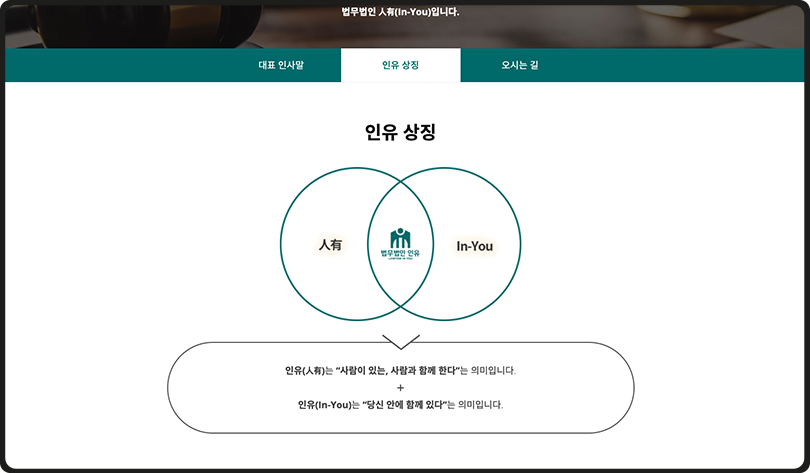 법무법인 人有(In-You)입니다.
대표 인사말
인유 상징
오시는 길
인유 상징
人有
법무법인 인유
In-You
인유(人有)는 “사람이 있는, 사람과 함께 한다”는 의미입니다.
+
인유(In-You)는 “당신 안에 함께 있다”는 의미입니다.